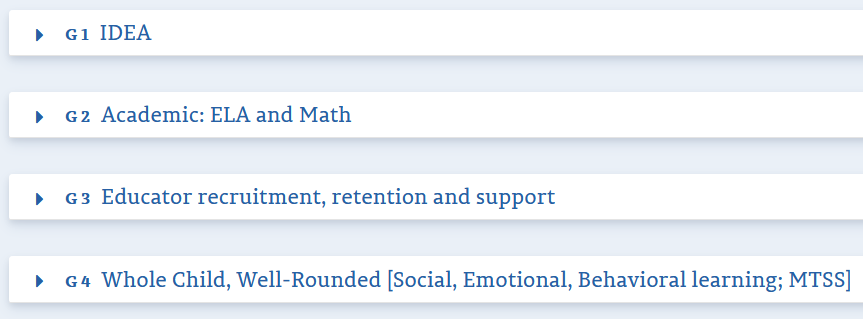 G1 IDEA
G2 Academic: ELA and Math
G3 Educator recruitment, retention and support
G4 Whole Child, Well-Rounded [Social, Emotional, Behavioral learning; MTSS]